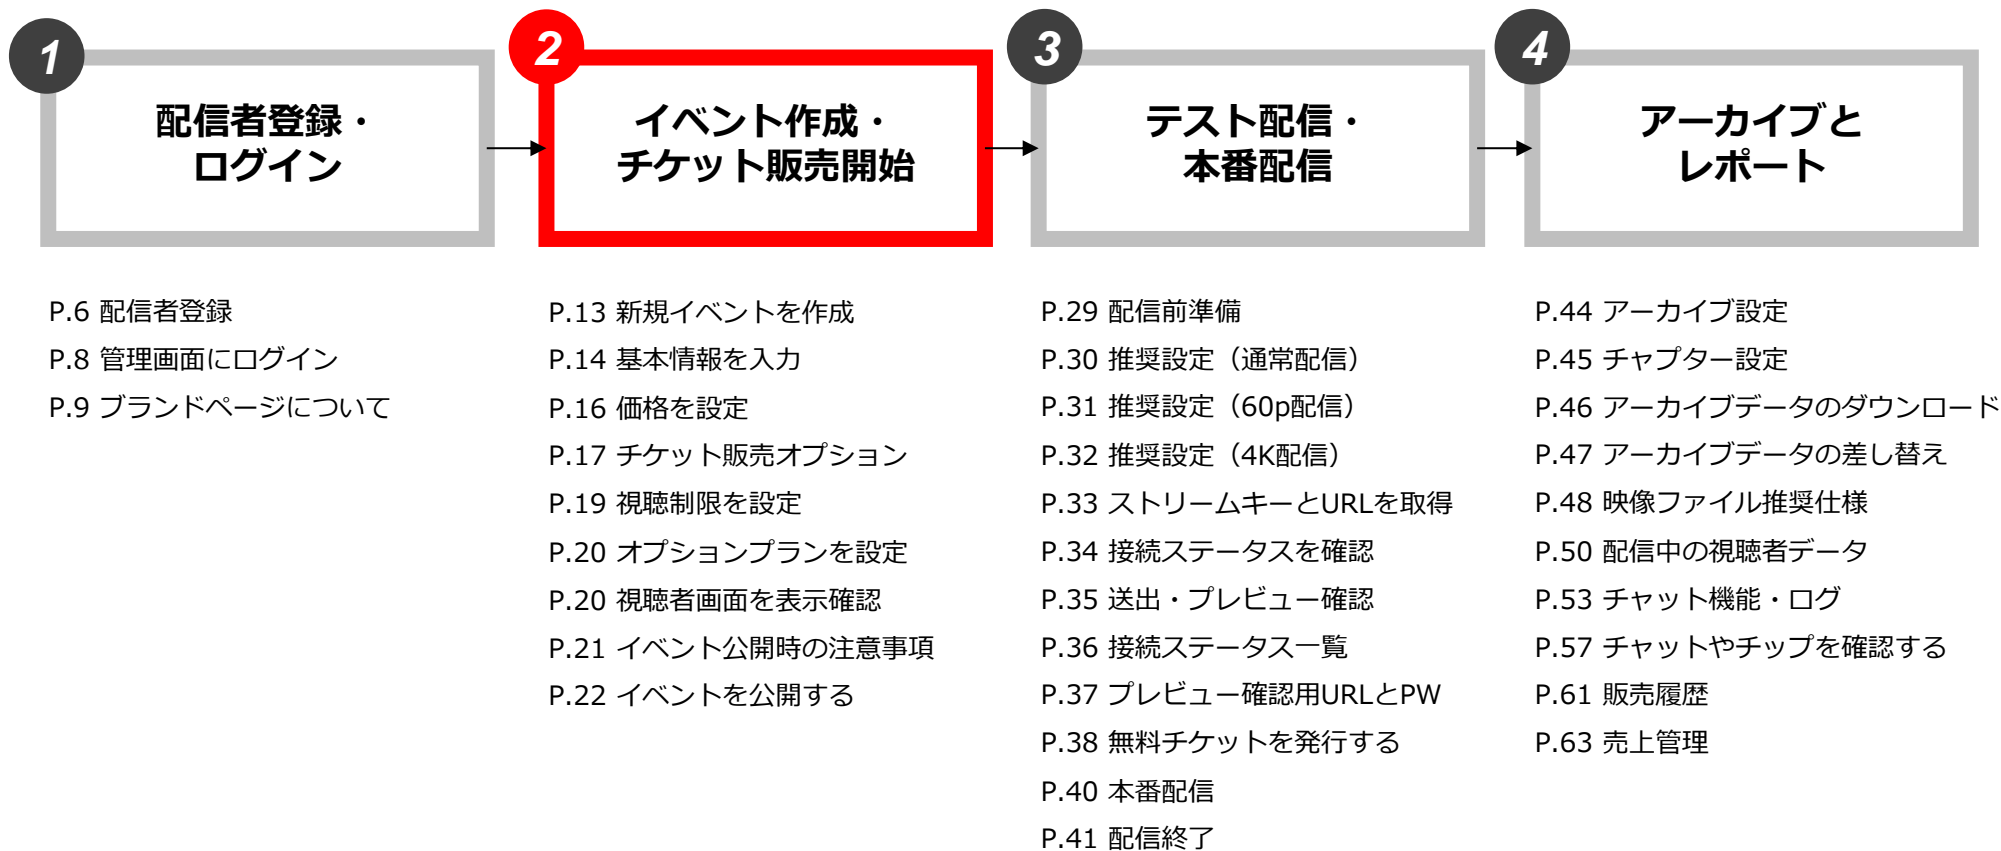 1
配信者登録・
ログイン
P.6 配信者登録
P.8 管理画面にログイン
P.9 ブランドページについて
2
イベント作成・
チケット販売開始
P.13 新規イベントを作成
P.14 基本情報を入力
P.16 価格を設定
P.17 チケット販売オプション
P.19 視聴制限を設定
P.20 オプションプランを設定
P.20 視聴者画面を表示確認
P.21 イベント公開時の注意事項
P.22 イベントを公開する
3
テスト配信・
本番配信
P.29 配信前準備
P.30 推奨設定（通常配信）
P.31 推奨設定（60p配信）
P.32 推奨設定（4K配信）
P.33 ストリームキーとURLを取得
P.34 接続ステータスを確認
P.35 送出・プレビュー確認
P.36 接続ステータス一覧
P.37 プレビュー確認用URLとPW
P.38 無料チケットを発行する
P.40 本番配信
P.41 配信終了
4
アーカイブと
レポート
P.44 アーカイブ設定
P.45 チャプター設定
P.46 アーカイブデータのダウンロード
P.47 アーカイブデータの差し替え
P.48 映像ファイル推奨仕様
P.50 配信中の視聴者データ
P.53 チャット機能・ログ
P.57 チャットやチップを確認する
P.61 販売履歴
P.63 売上管理